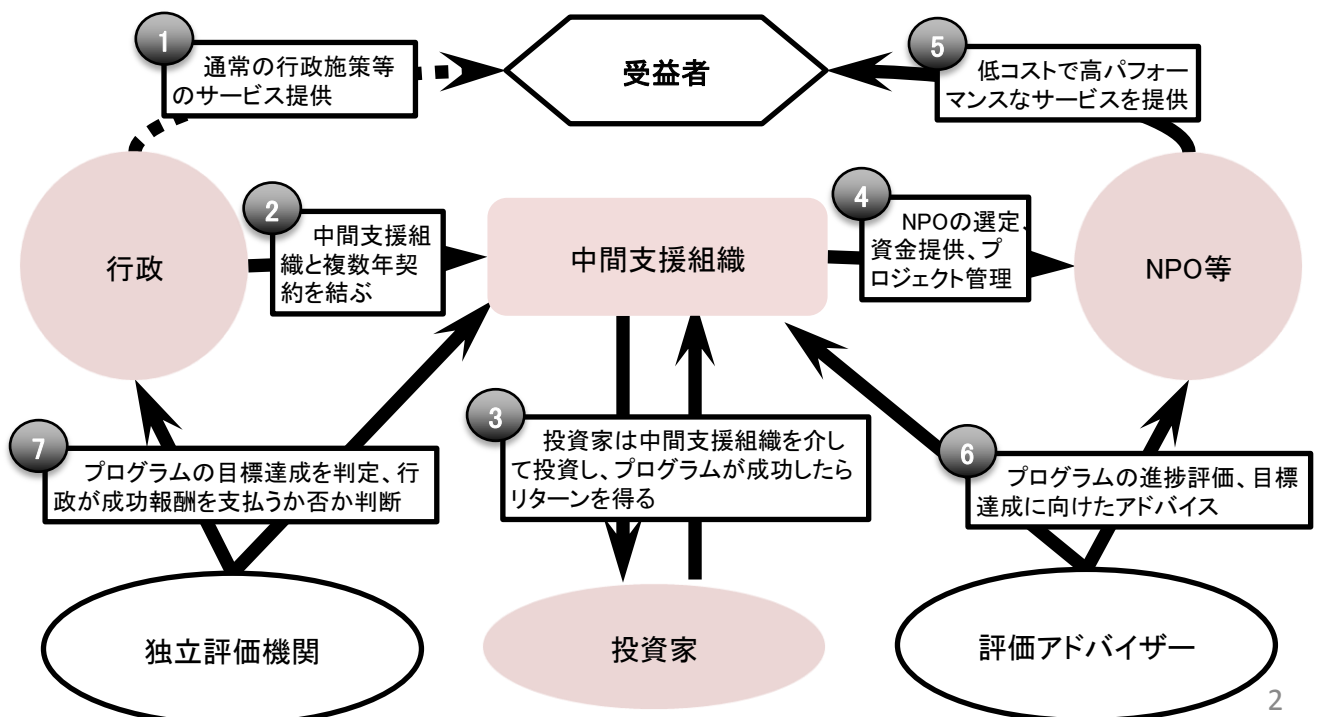 1
通常の行政施策等
のサービス提供
受益者
5
低コストで高パフォー
マンスなサービスを提供
行政
2
中間支援組
織と複数年契
約を結ぶ
中間支援組織
4
NPOの選定、
資金提供、プ
ロジェクト管理
NPO等
7
プログラムの目標達成を判定、行
政が成功報酬を支払うか否か判断
3
投資家は中間支援組織を介し
て投資し、プログラムが成功したら
リターンを得る
6
プログラムの進捗評価、目標
達成に向けたアドバイス
独立評価機関
投資家
評価アドバイザー
2